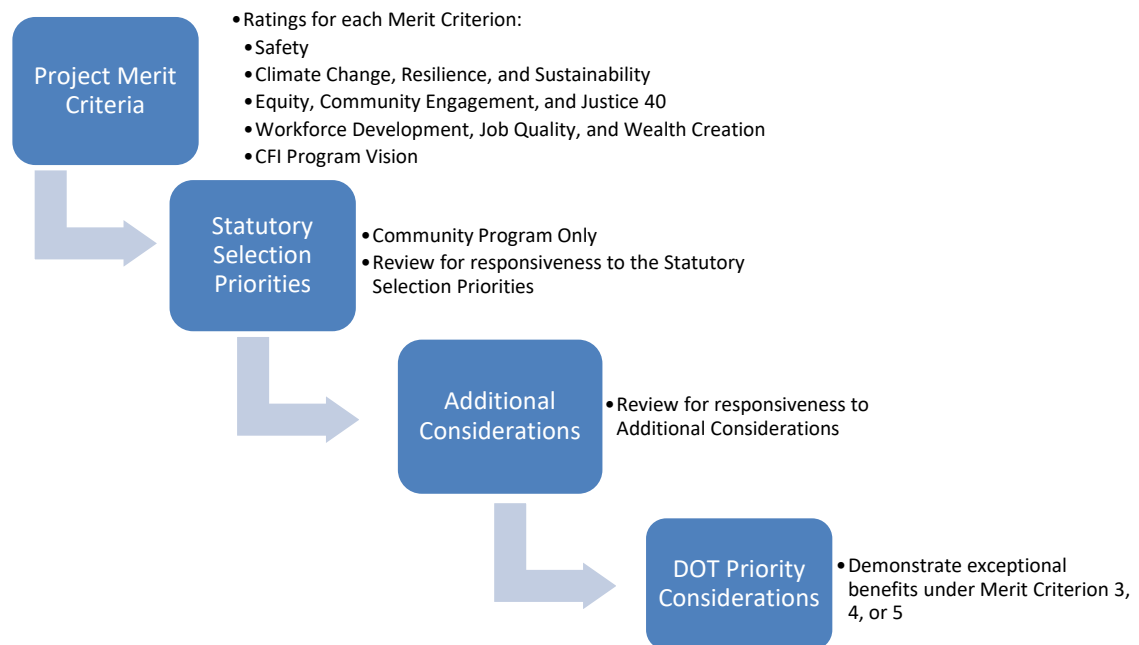 Project Merit
Criteria
•Ratings for each Merit Criterion:
•Safety
•Climate Change, Resilience, and Sustainability
•Equity, Community Engagement, and Justice 40
•Workforce Development, Job Quality, and Wealth Creation
•CFI Program Vision
Statutory
Selection
Priorities
•Community Program Only
•Review for responsiveness to the Statutory
Selection Priorities
Additional
Considerations
•Review for responsiveness to
Additional Considerations
DOT Priority
Considerations
•Demonstrate exceptional
benefits under Merit Criterion 3,
4, or 5